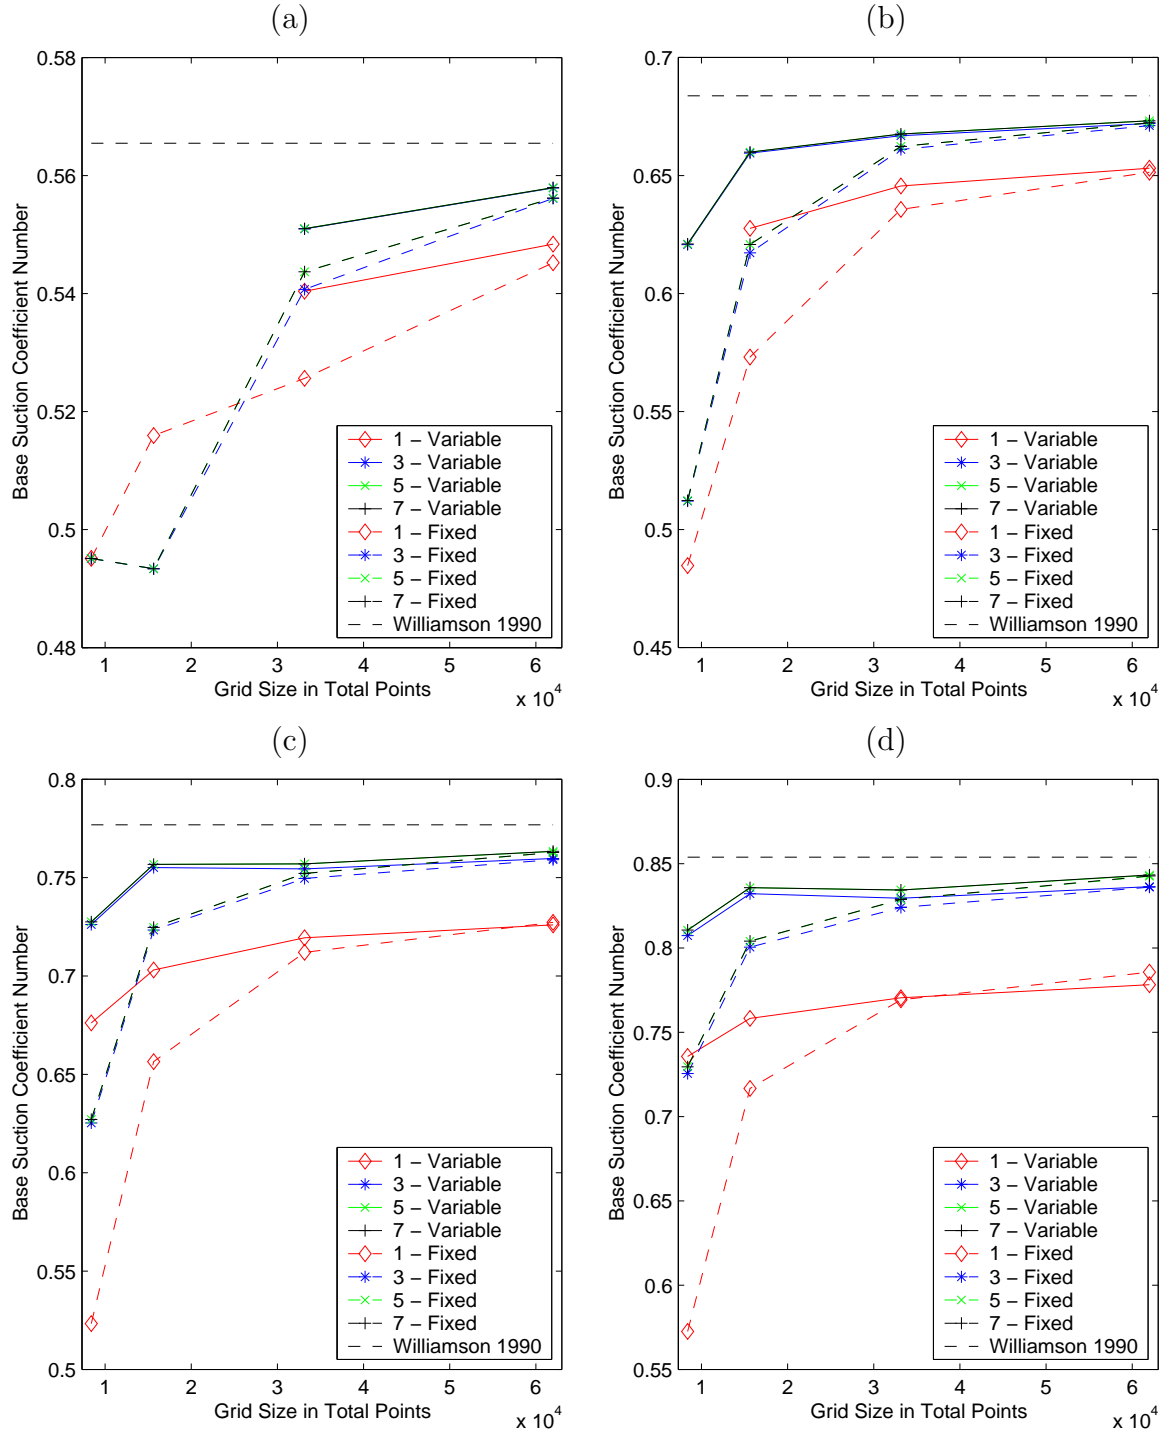 (a)
0.58
0.56
0.54
0.52
0.5
0.48
Base Suction Coefficient Number
1 – Variable
3 – Variable
5 – Variable
7 – Variable
1 – Fixed
3 – Fixed
5 – Fixed
7 – Fixed
Williamson 1990
1 2 3 4 5 6
Grid Size in Total Points
x 10^4
(b)
0.7
0.65
0.6
0.55
0.5
0.45
Base Suction Coefficient Number
1 – Variable
3 – Variable
5 – Variable
7 – Variable
1 – Fixed
3 – Fixed
5 – Fixed
7 – Fixed
Williamson 1990
1 2 3 4 5 6
Grid Size in Total Points
x 10^4
(c)
0.8
0.75
0.7
0.65
0.6
0.55
0.5
Base Suction Coefficient Number
1 – Variable
3 – Variable
5 – Variable
7 – Variable
1 – Fixed
3 – Fixed
5 – Fixed
7 – Fixed
Williamson 1990
1 2 3 4 5 6
Grid Size in Total Points
x 10^4
(d)
0.9
0.85
0.8
0.75
0.7
0.65
0.6
0.55
Base Suction Coefficient Number
1 – Variable
3 – Variable
5 – Variable
7 – Variable
1 – Fixed
3 – Fixed
5 – Fixed
7 – Fixed
Williamson 1990
1 2 3 4 5 6
Grid Size in Total Points
x 10^4